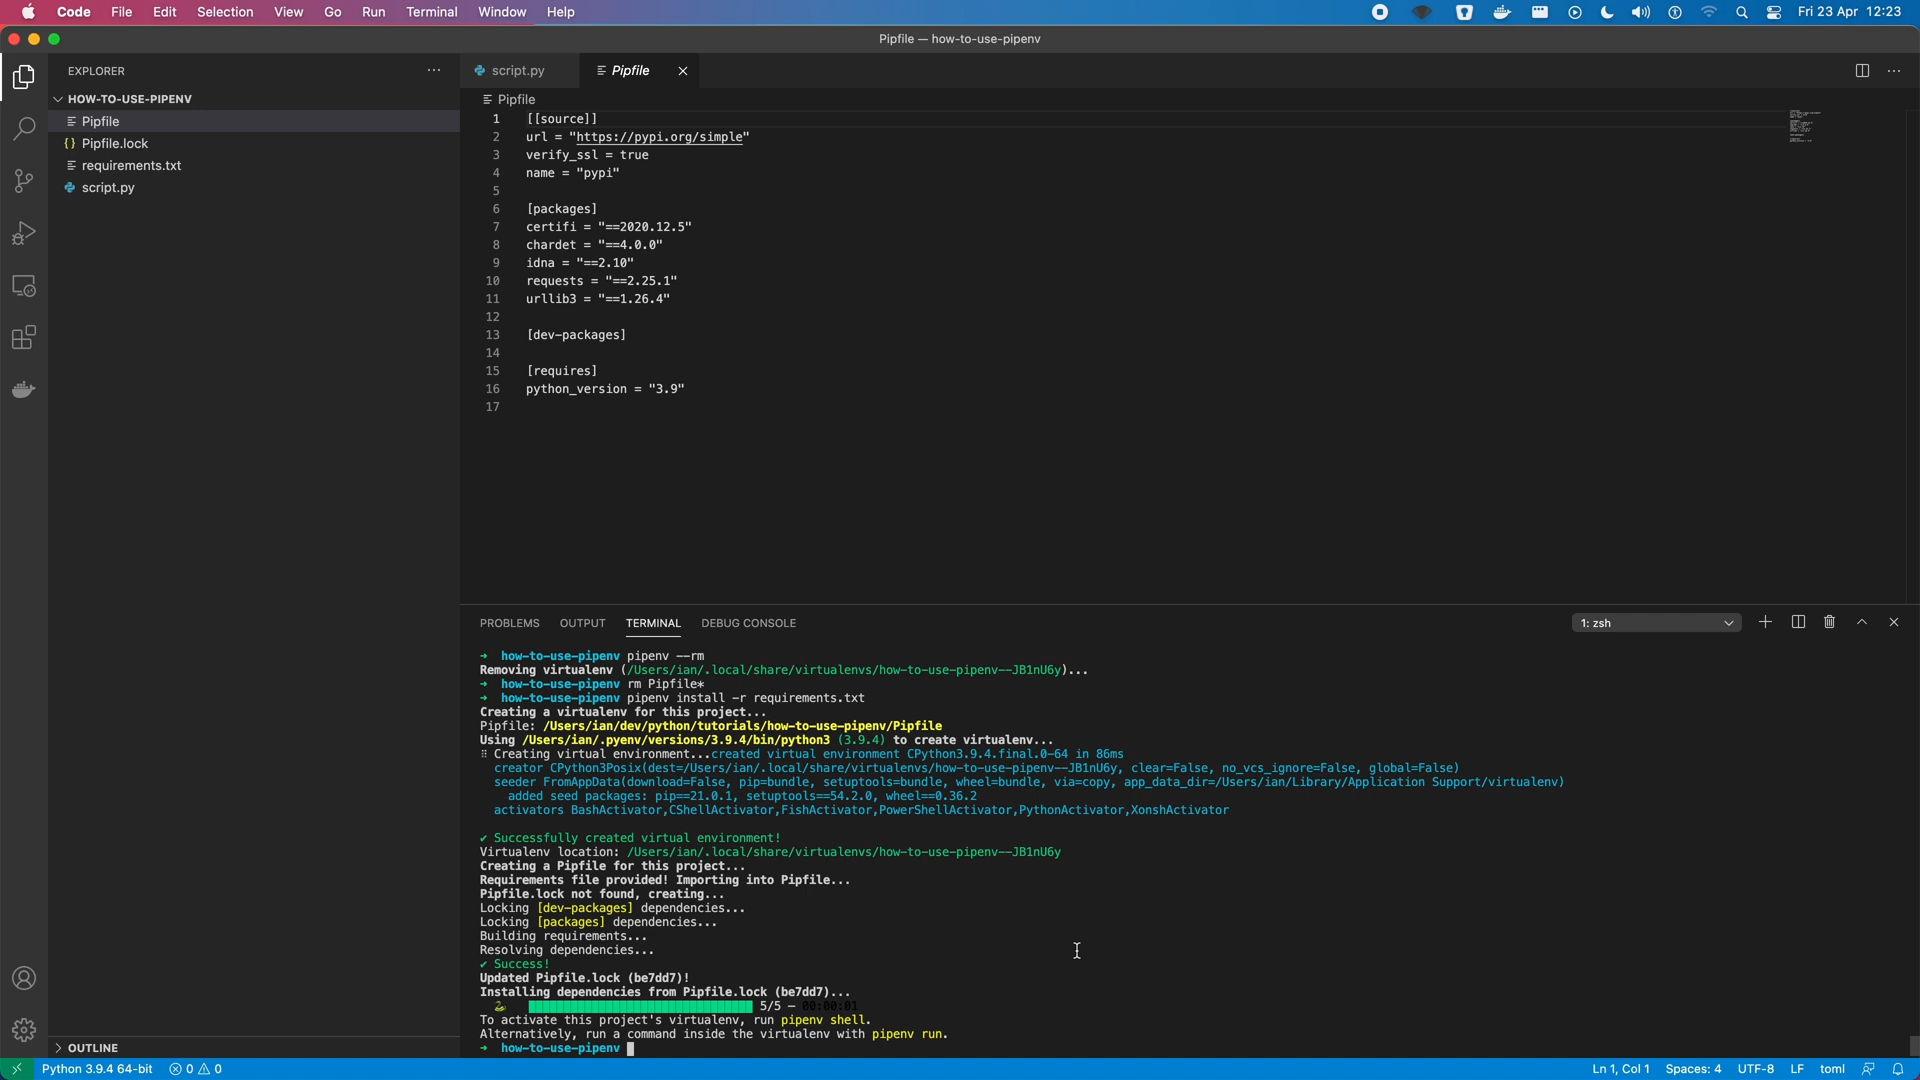 Code File Edit Selection View Go Run Terminal Window Help Fri 23 Apr 12:23
Pipfile — how-to-use-pipenv
EXPLORER
HOW-TO-USE-PIPENV
Pipfile
Pipfile.lock
requirements.txt
script.py
OUTLINE
script.py Pipfile
Pipfile
1 [[source]]
2 url = "https://pypi.org/simple"
3 verify_ssl = true
4 name = "pypi"
5
6 [packages]
7 certifi = "==2020.12.5"
8 chardet = "==4.0.0"
9 idna = "==2.10"
10 requests = "==2.25.1"
11 urllib3 = "==1.26.4"
12
13 [dev-packages]
14
15 [requires]
16 python_version = "3.9"
17
PROBLEMS OUTPUT TERMINAL DEBUG CONSOLE 1: zsh
➜ how-to-use-pipenv pipenv --rm
Removing virtualenv (/Users/ian/.local/share/virtualenvs/how-to-use-pipenv--JB1nU6y)...
➜ how-to-use-pipenv rm Pipfile*
➜ how-to-use-pipenv pipenv install -r requirements.txt
Creating a virtualenv for this project...
Pipfile: /Users/ian/dev/python/tutorials/how-to-use-pipenv/Pipfile
Using /Users/ian/.pyenv/versions/3.9.4/bin/python3 (3.9.4) to create virtualenv...
⠿ Creating virtual environment...created virtual environment CPython3.9.4.final.0-64 in 86ms
creator CPython3Posix(dest=/Users/ian/.local/share/virtualenvs/how-to-use-pipenv--JB1nU6y, clear=False, no_vcs_ignore=False, global=False)
seeder FromAppData(download=False, pip=bundle, setuptools=bundle, wheel=bundle, via=copy, app_data_dir=/Users/ian/Library/Application Support/virtualenv)
added seed packages: pip==21.0.1, setuptools==54.2.0, wheel==0.36.2
activators BashActivator,CShellActivator,FishActivator,PowerShellActivator,PythonActivator,XonshActivator
✔ Successfully created virtual environment!
Virtualenv location: /Users/ian/.local/share/virtualenvs/how-to-use-pipenv--JB1nU6y
Creating a Pipfile for this project...
Requirements file provided! Importing into Pipfile...
Pipfile.lock not found, creating...
Locking [dev-packages] dependencies...
Locking [packages] dependencies...
Building requirements...
Resolving dependencies...
✔ Success!
Updated Pipfile.lock (be7dd7)!
Installing dependencies from Pipfile.lock (be7dd7)...
5/5 — 00:00:01
To activate this project's virtualenv, run pipenv shell.
Alternatively, run a command inside the virtualenv with pipenv run.
➜ how-to-use-pipenv
Python 3.9.4 64-bit 0 0 Ln 1, Col 1 Spaces: 4 UTF-8 LF toml